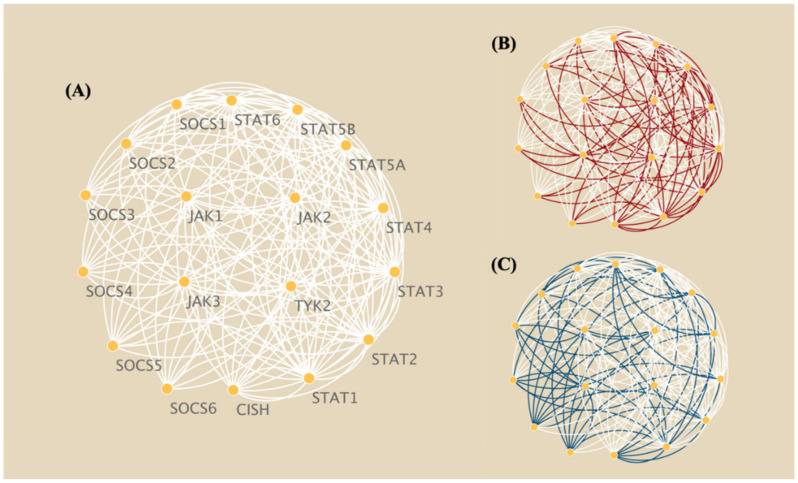 (A)
SOCS1
STAT6
STAT5B
SOCS2
STAT5A
SOCS3
JAK1
JAK2
STAT4
SOCS4
JAK3
TYK2
STAT3
SOCS5
STAT2
SOCS6
CISH
STAT1
(B)
(C)